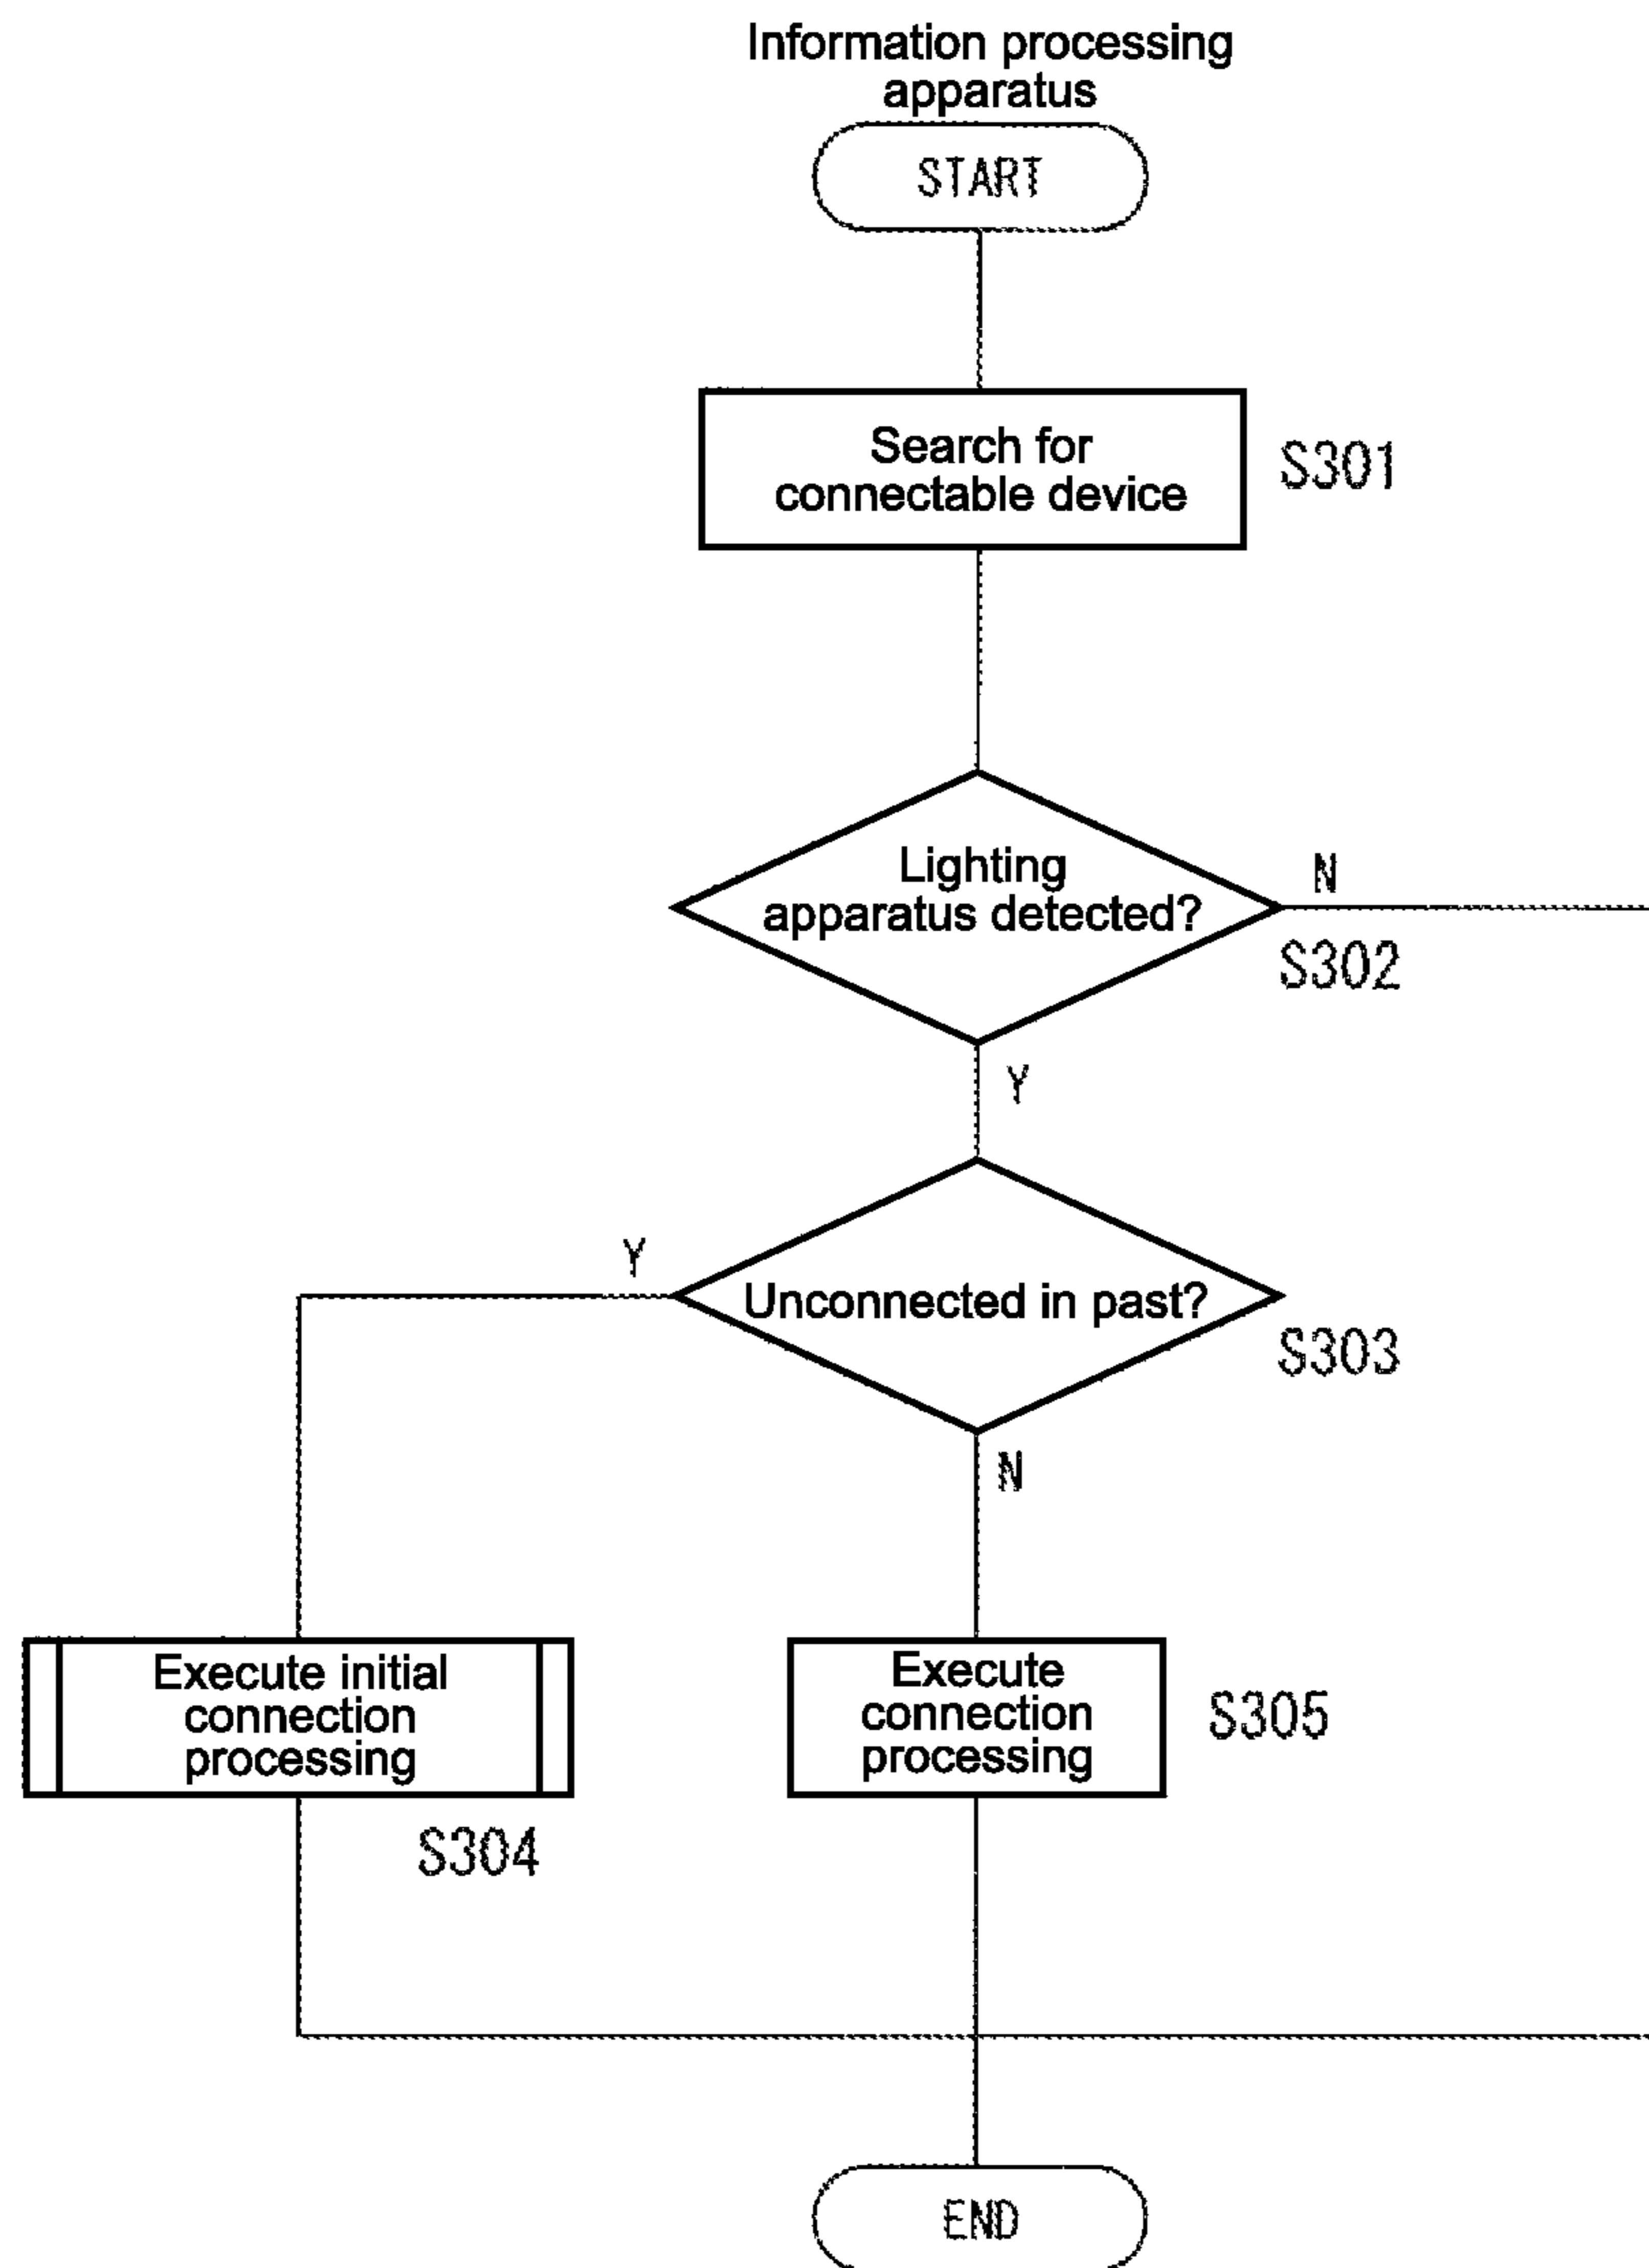 Information processing
apparatus
START
Search for
connectable device
S301
Lighting
apparatus detected?
N
S302
Y
Unconnected in past?
Y
S303
N
Execute initial
connection
processing
S304
Execute
connection
processing
S305
END